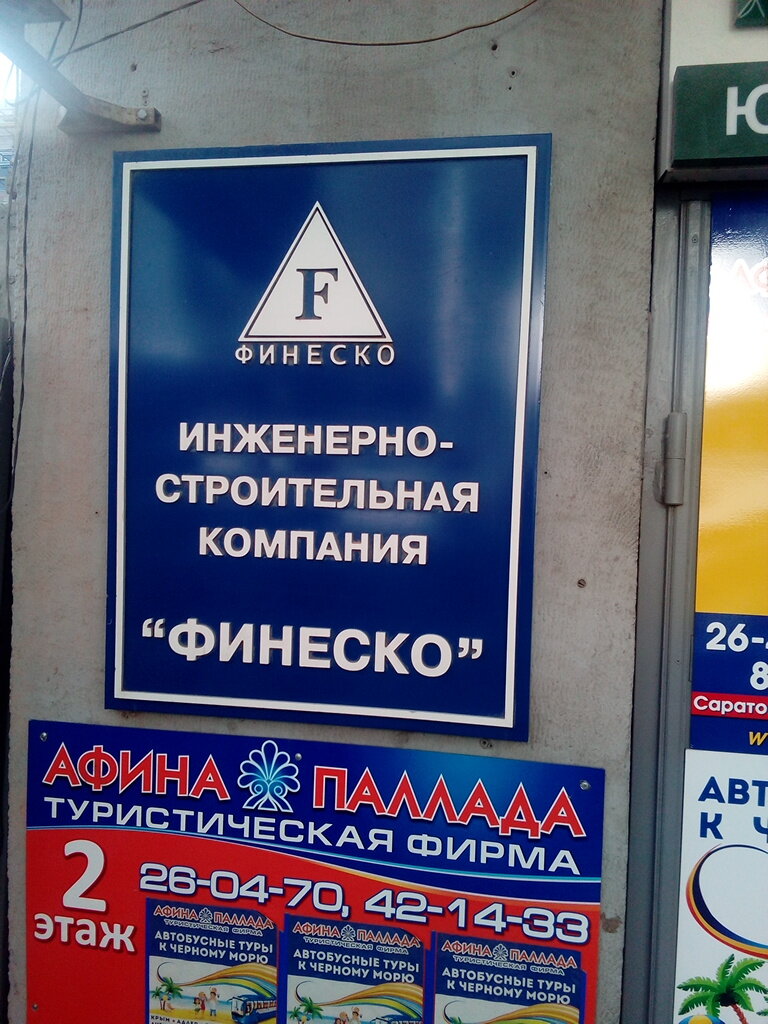 F
ФИНЕСКО
ИНЖЕНЕРНО-
СТРОИТЕЛЬНАЯ
КОМПАНИЯ
“ФИНЕСКО”
АФИНА ПАЛЛАДА
ТУРИСТИЧЕСКАЯ ФИРМА
2
этаж
26-04-70, 42-14-33
АФИНА ПАЛЛАДА
ТУРИСТИЧЕСКАЯ ФИРМА
АВТОБУСНЫЕ ТУРЫ
К ЧЕРНОМУ МОРЮ
АФИНА ПАЛЛАДА
ТУРИСТИЧЕСКАЯ ФИРМА
АВТОБУСНЫЕ ТУРЫ
К ЧЕРНОМУ МОРЮ
АФИНА ПАЛЛАДА
ТУРИСТИЧЕСКАЯ ФИРМА
АВТОБУСНЫЕ ТУРЫ
К ЧЕРНОМУ МОРЮ
Ю
26-
8
Сарато
w
АВТ
К Ч